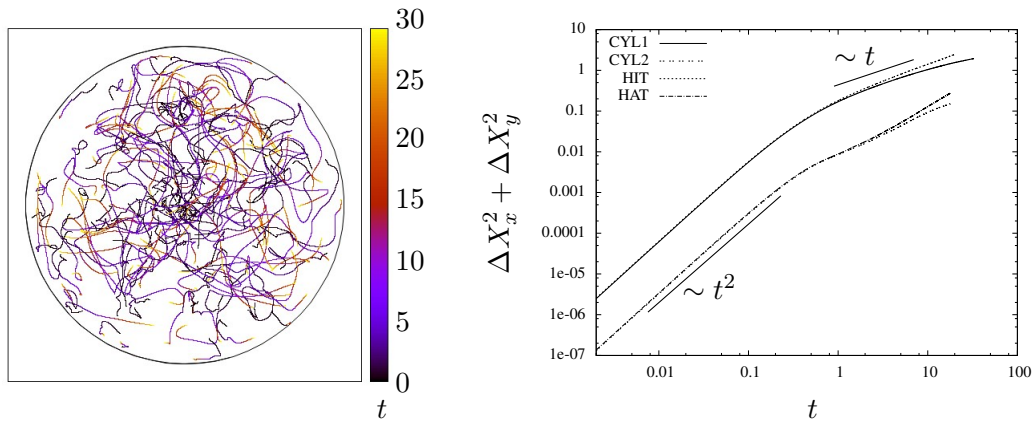 30
25
20
15
10
5
0
t
CYL1
CYL2
HIT
HAT
∼ t
∼ t²
ΔX²ₓ + ΔX²ᵧ
10
1
0.1
0.01
0.001
0.0001
1e-05
1e-06
1e-07
0.01 0.1 1 10 100
t